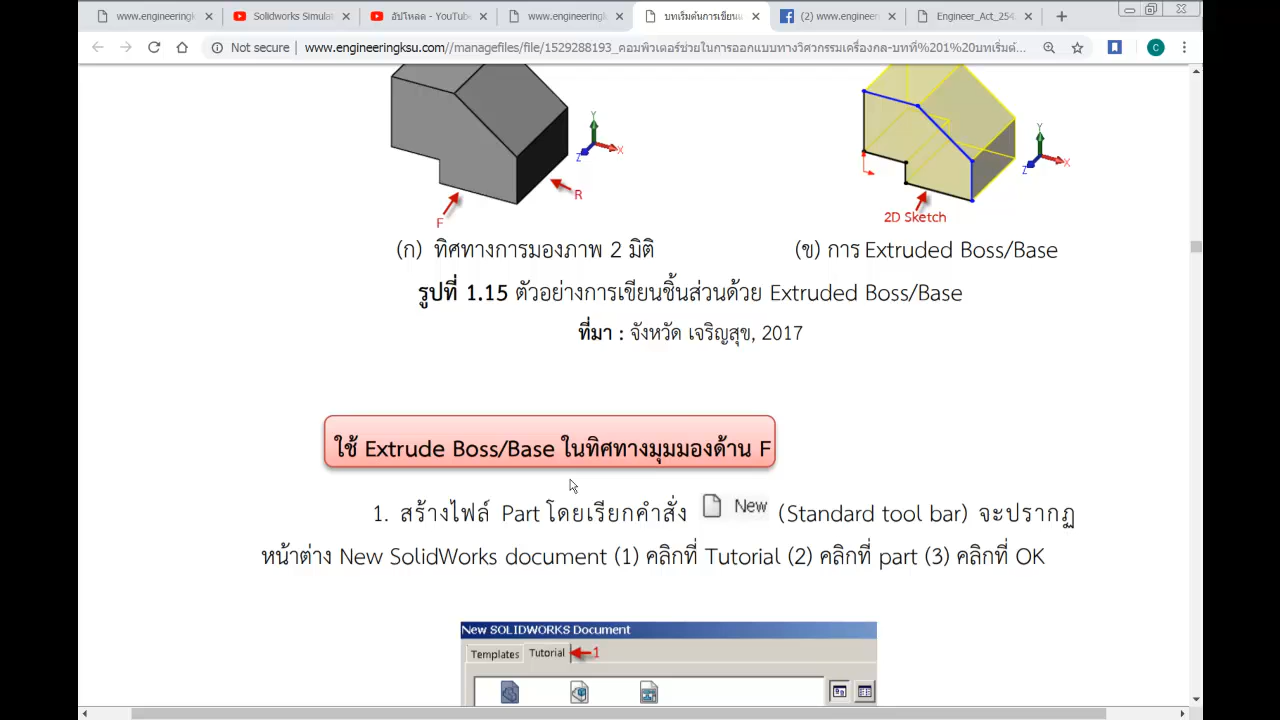 www.engineeringk
Solidworks Simulat
อัปโหลด - YouTube
www.engineeringk
บทเริ่มต้นการเขียน
(2) www.engineer
Engineer_Act_254
Not secure
www.engineeringksu.com//managefiles/file/1529288193_คอมพิวเตอร์ช่วยในการออกแบบทางวิศวกรรมเครื่องกล-บทที่%201%20บทเริ่มต้...
C
Y
X
Z
R
F
Y
X
Z
2D Sketch
(ก) ทิศทางการมองภาพ 2 มิติ
(ข) การ Extruded Boss/Base
รูปที่ 1.15 ตัวอย่างการเขียนชิ้นส่วนด้วย Extruded Boss/Base
ที่มา : จังหวัด เจริญสุข, 2017
ใช้ Extrude Boss/Base ในทิศทางมุมมองด้าน F
1. สร้างไฟล์ Part โดยเรียกคำสั่ง New (Standard tool bar) จะปรากฏ
หน้าต่าง New SolidWorks document (1) คลิกที่ Tutorial (2) คลิกที่ part (3) คลิกที่ OK
New SOLIDWORKS Document
Templates Tutorial 1